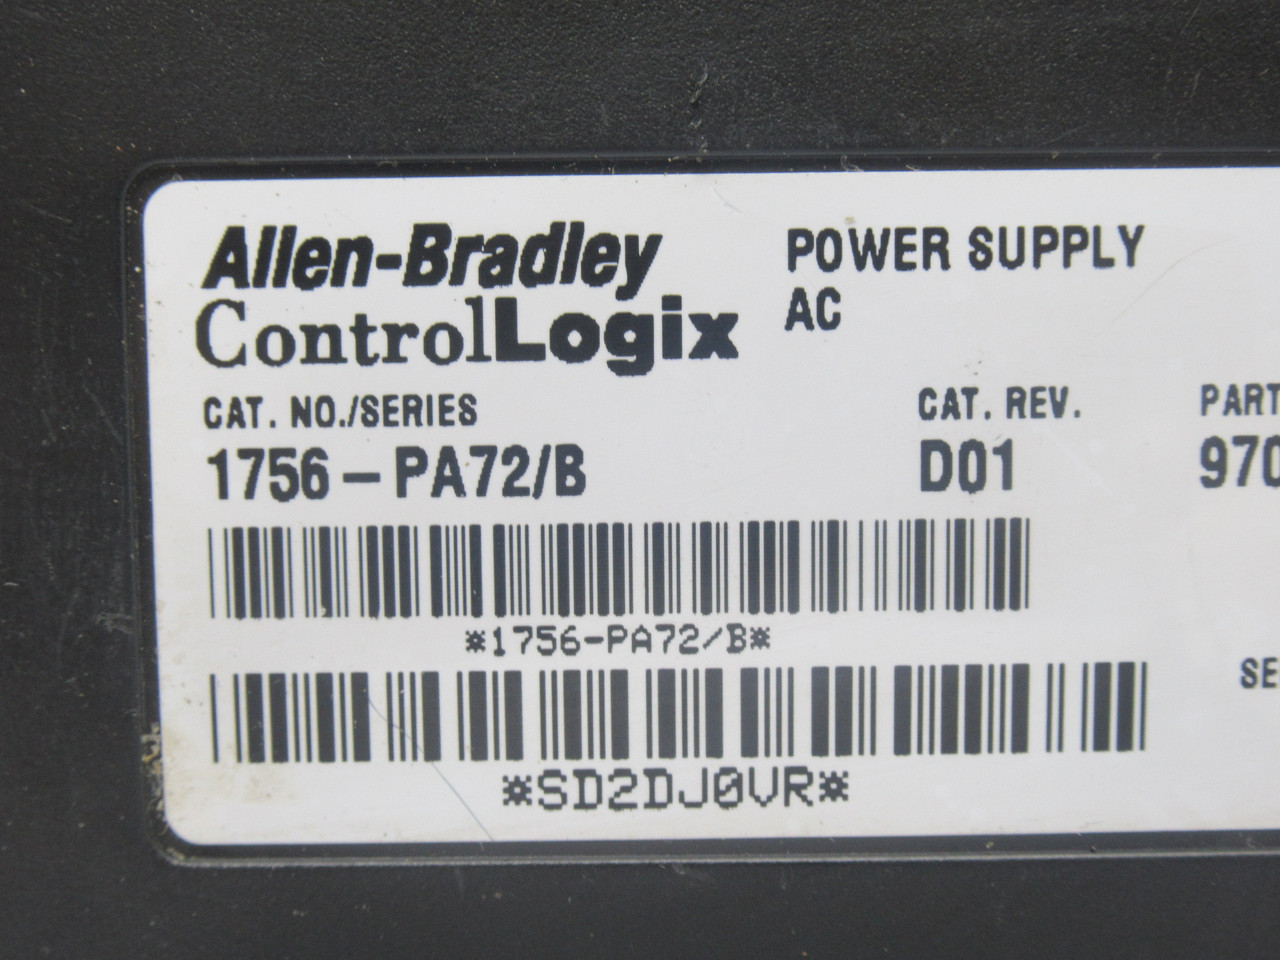 Allen-Bradley
ControlLogix
POWER SUPPLY
AC
CAT. NO./SERIES
1756-PA72/B
CAT. REV.
D01
PART
970
*1756-PA72/B*
SE
*SD2DJ0VR*